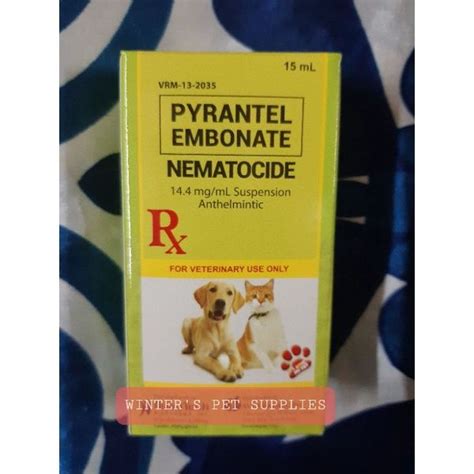 15 mL
VRM-13-2035
PYRANTEL
EMBONATE
NEMATOCIDE
14.4 mg/mL Suspension
Anthelmintic
Rx
FOR VETERINARY USE ONLY
WINTER'S PET SUPPLIES